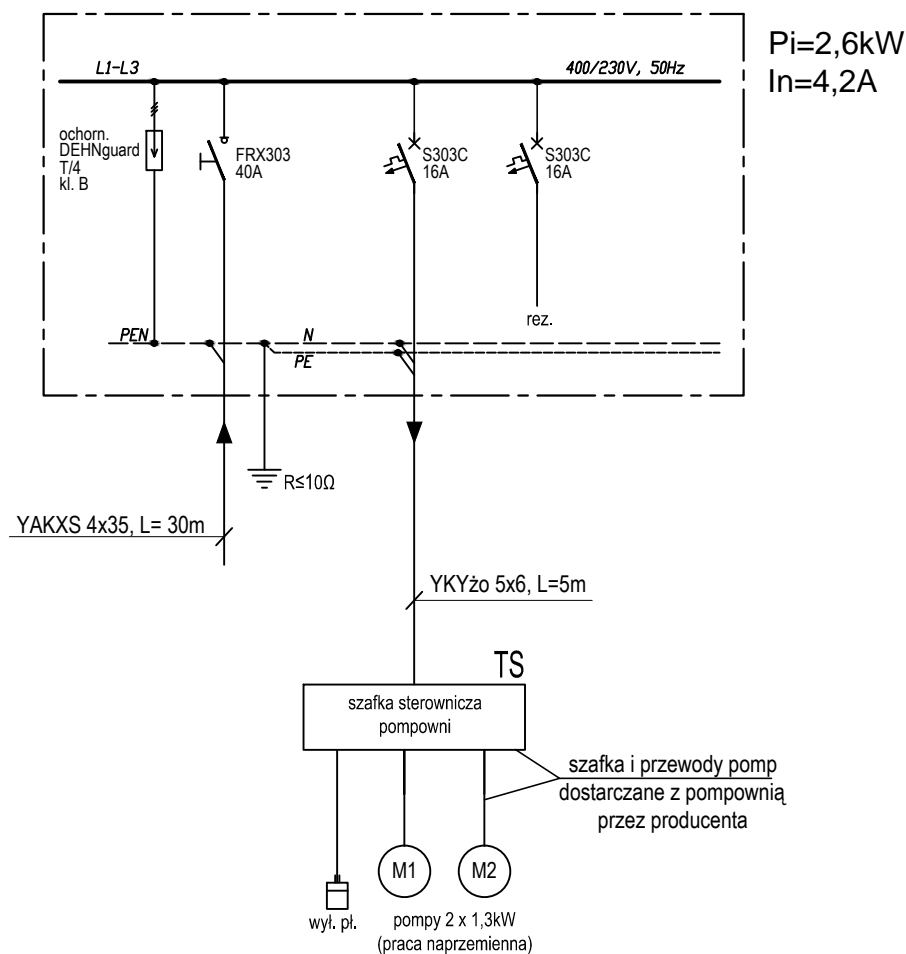 Pi=2,6kW
In=4,2A
L1-L3
400/230V, 50Hz
ochorn.
DEHNguard
T/4
kl. B
FRX303
40A
S303C
16A
S303C
16A
rez.
PEN
N
PE
R≤10Ω
YAKXS 4x35, L= 30m
YKYżo 5x6, L=5m
TS
szafka sterownicza
pompowni
szafka i przewody pomp
dostarczane z pompownią
przez producenta
M1
M2
wył. pł.
pompy 2 x 1,3kW
(praca naprzemienna)